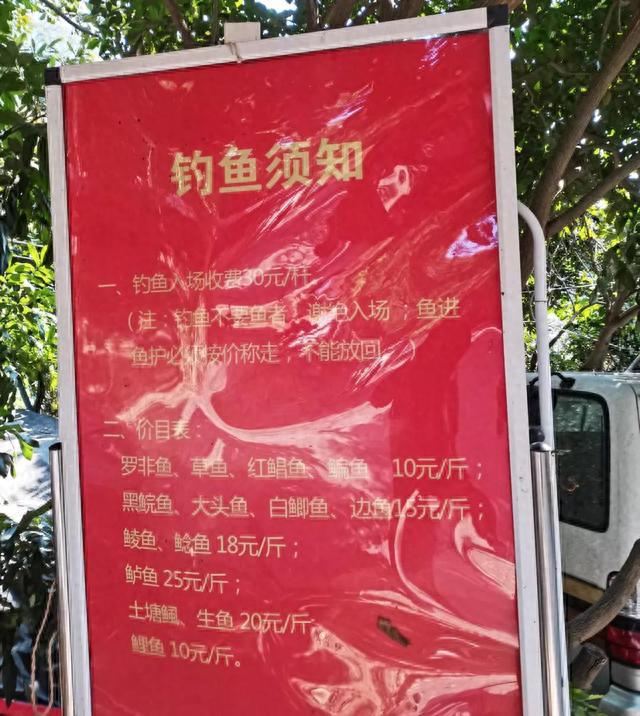 钓鱼须知
一、钓鱼入场收费30元/杆
（注：钓鱼不要鱼者，谢绝入场；鱼进
鱼护必须按价称走，不能放回。）
二、价目表：
罗非鱼、草鱼、红鲳鱼、鳊鱼 10元/斤；
黑鲩鱼、大头鱼、白鲫鱼、边鱼15元/斤；
鲮鱼、鲶鱼 18元/斤；
鲈鱼 25元/斤；
土塘鲺、生鱼 20元/斤
鲤鱼 10元/斤。